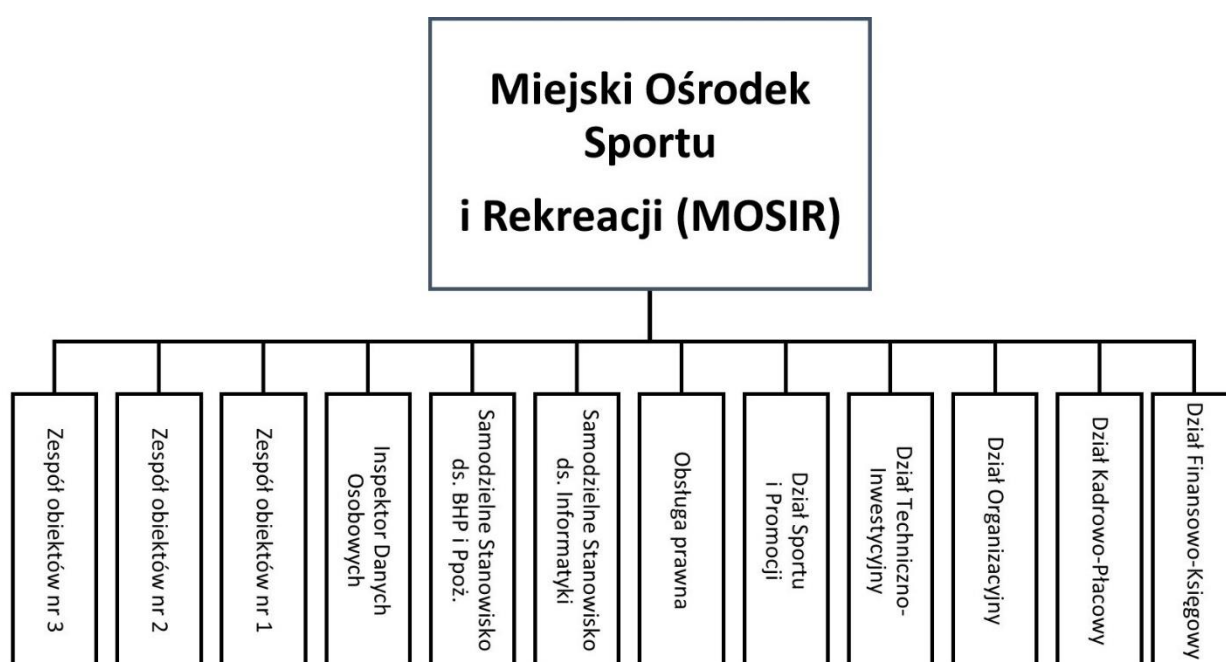 Miejski Ośrodek
Sportu
i Rekreacji (MOSIR)
Zespół obiektów nr 3
Zespół obiektów nr 2
Zespół obiektów nr 1
Inspektor Danych
Osobowych
Samodzielne Stanowisko
ds. BHP i Ppoż.
Samodzielne Stanowisko
ds. Informatyki
Obsługa prawna
Dział Sportu
i Promocji
Dział Techniczno-
Inwestycyjny
Dział Organizacyjny
Dział Kadrowo-Płacowy
Dział Finansowo-Księgowy